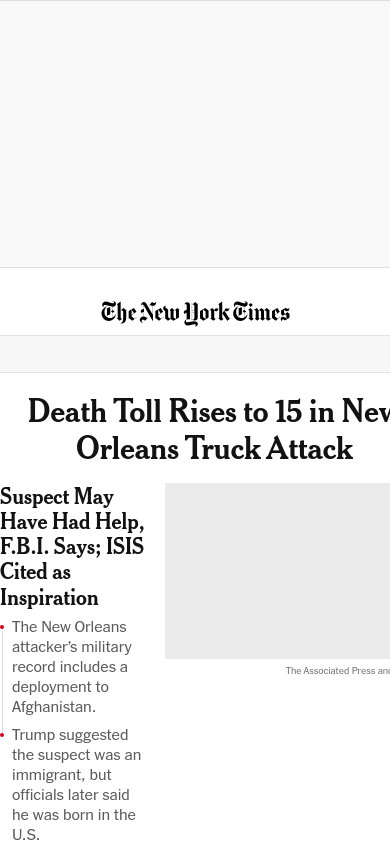 The New York Times
Death Toll Rises to 15 in New
Orleans Truck Attack
Suspect May
Have Had Help,
F.B.I. Says; ISIS
Cited as
Inspiration
The New Orleans
attacker’s military
record includes a
deployment to
Afghanistan.
Trump suggested
the suspect was an
immigrant, but
officials later said
he was born in the
U.S.
The Associated Press and